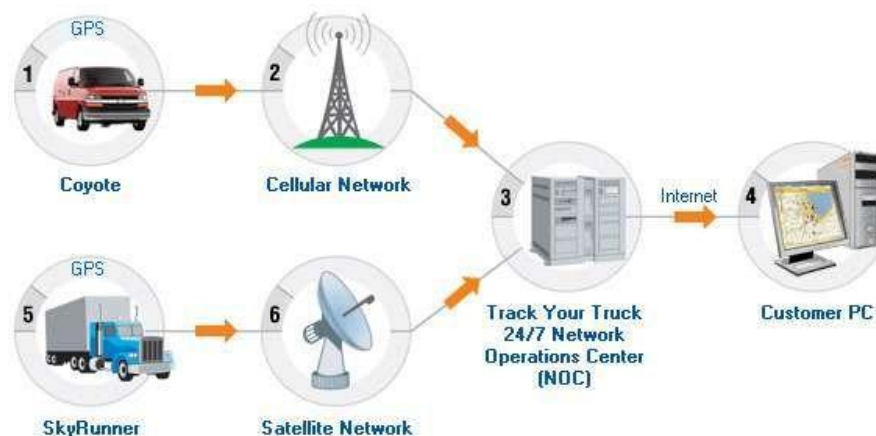 GPS
1
Coyote
2
Cellular Network
3
Track Your Truck
24/7 Network
Operations Center
(NOC)
Internet
4
Customer PC
GPS
5
SkyRunner
6
Satellite Network